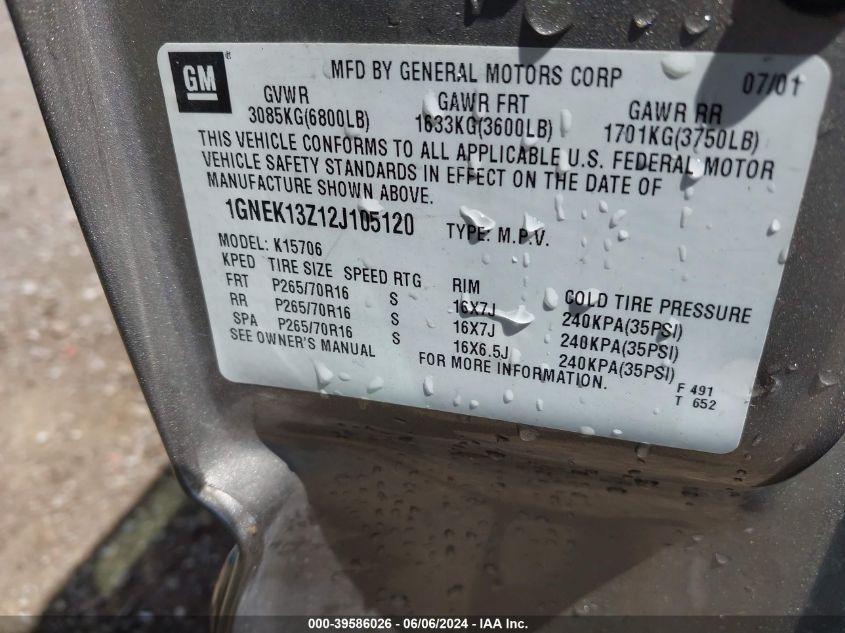 GM
MFD BY GENERAL MOTORS CORP 07/01
GVWR GAWR FRT GAWR RR
3085KG(6800LB) 1633KG(3600LB) 1701KG(3750LB)
THIS VEHICLE CONFORMS TO ALL APPLICABLE U.S. FEDERAL MOTOR
VEHICLE SAFETY STANDARDS IN EFFECT ON THE DATE OF
MANUFACTURE SHOWN ABOVE.
1GNEK13Z12J105120 TYPE: M.P.V.
MODEL: K15706
KPED TIRE SIZE SPEED RTG RIM COLD TIRE PRESSURE
FRT P265/70R16 S 16X7J 240KPA(35PSI)
RR P265/70R16 S 16X7J 240KPA(35PSI)
SPA P265/70R16 S 16X6.5J 240KPA(35PSI)
SEE OWNER'S MANUAL FOR MORE INFORMATION.
F 491
T 652
000-39586026 - 06/06/2024 - IAA Inc.